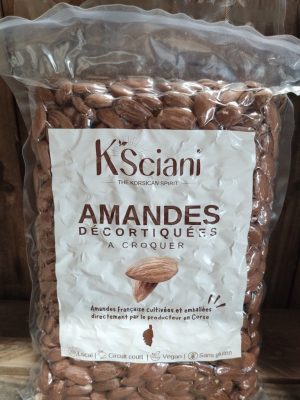 K'Sciani
THE KORSICAN SPIRIT
AMANDES
DÉCORTIQUÉES
A CROQUER
Amandes française cultivées et emballées
directement par le producteur en Corse
Local | Circuit court | Vegan | Sans gluten